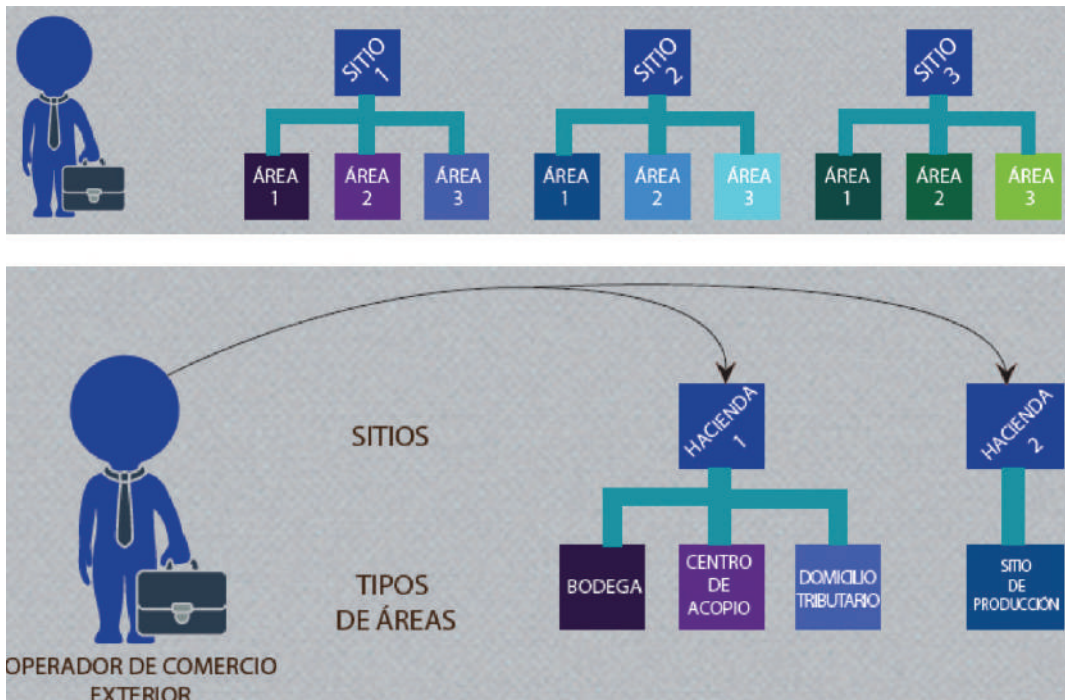 SITIO
1
SITIO
2
SITIO
3
ÁREA
1
ÁREA
2
ÁREA
3
ÁREA
1
ÁREA
2
ÁREA
3
ÁREA
1
ÁREA
2
ÁREA
3
SITIOS
HACIENDA
1
HACIENDA
2
TIPOS
DE ÁREAS
BODEGA
CENTRO
DE
ACOPIO
DOMICILIO
TRIBUTARIO
SITIO
DE
PRODUCCIÓN
OPERADOR DE COMERCIO
EXTERIOR